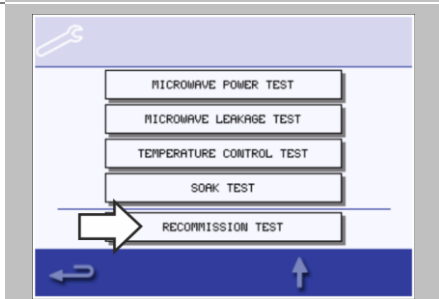 MICROWAVE POWER TEST
MICROWAVE LEAKAGE TEST
TEMPERATURE CONTROL TEST
SOAK TEST
RECOMMISSION TEST